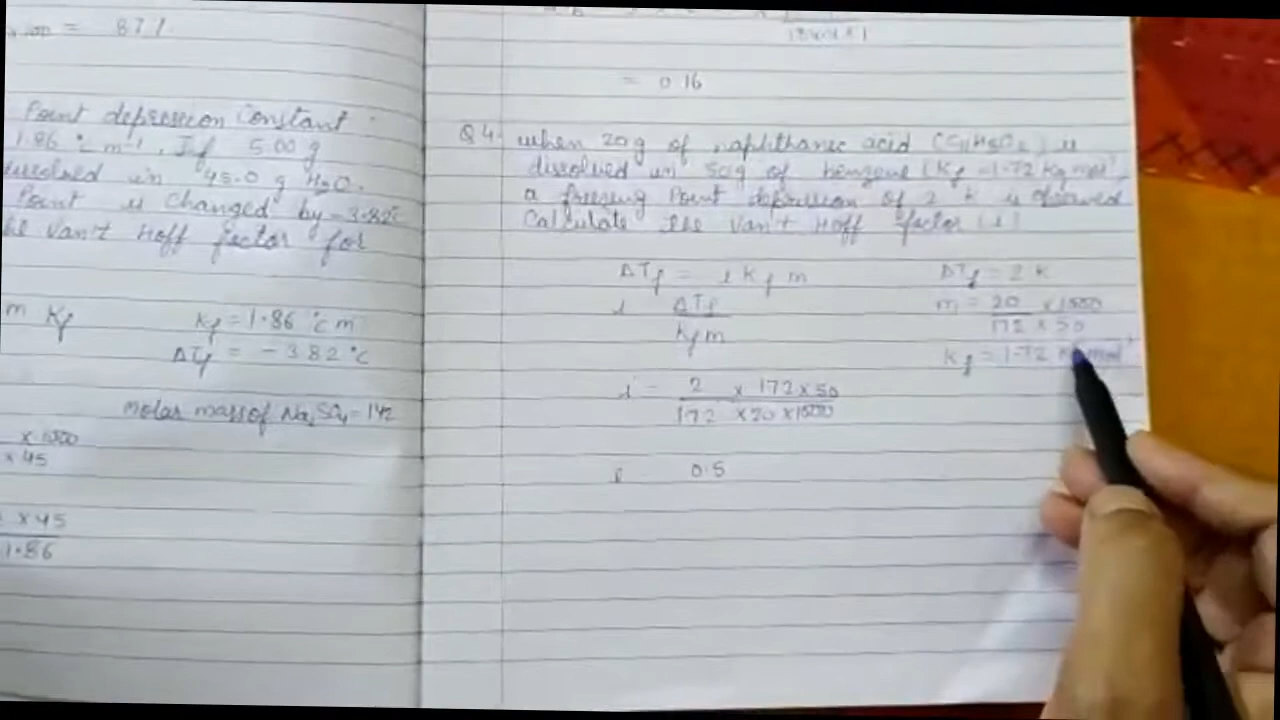 = 87%
Point depression Constant
1.86 °C m⁻¹. If 5.00 g
dissolved in 45.0 g H₂O.
Point is changed by -3.82°C
Van't Hoff factor for
m Kf
Kf = 1.86 °C m
ΔTf = -3.82 °C
molar mass of Na₂SO₄ = 142
x 1000
x 45
x 45
1.86
= 0.16
Q4. when 20g of naphthanic acid (C₁₁H₈O₂) is
dissolved in 50g of benzene (Kf = 1.72 Kg mol⁻¹
a freezing Point depression of 2 K is observed
Calculate the Van't Hoff factor (i)
ΔTf = i Kf m
i ΔTf
Kf m
ΔTf = 2 K
m = 20 x 1000
172 x 50
Kf = 1.72
i = 2 x 172 x 50
172 x 20 x 1000
i 0.5